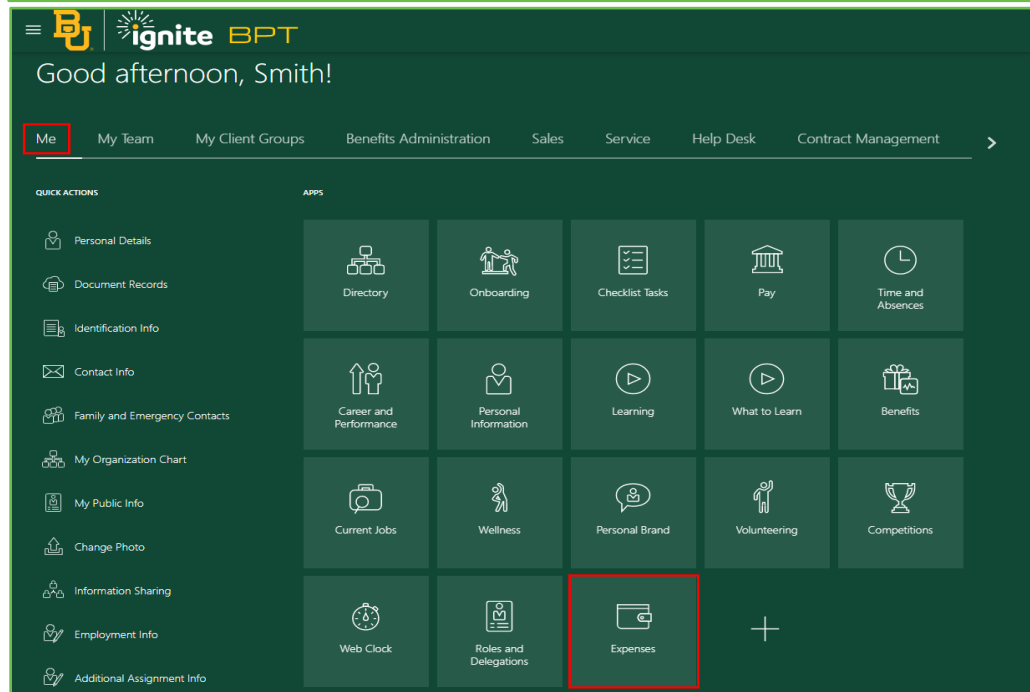 BU ignite BPT
Good afternoon, Smith!
Me My Team My Client Groups Benefits Administration Sales Service Help Desk Contract Management
QUICK ACTIONS
Personal Details
Document Records
Identification Info
Contact Info
Family and Emergency Contacts
My Organization Chart
My Public Info
Change Photo
Information Sharing
Employment Info
Additional Assignment Info
APPS
Directory
Onboarding
Checklist Tasks
Pay
Time and
Absences
Career and
Performance
Personal
Information
Learning
What to Learn
Benefits
Current Jobs
Wellness
Personal Brand
Volunteering
Competitions
Web Clock
Roles and
Delegations
Expenses